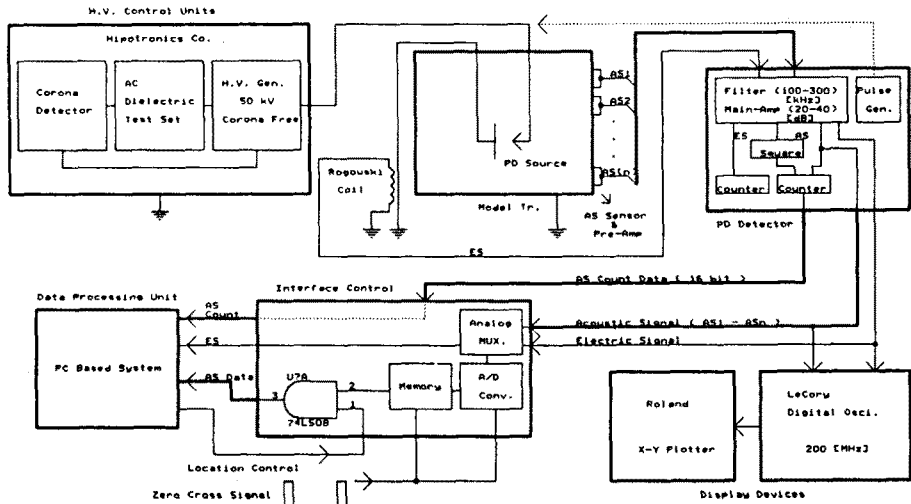 H.V. Control Units
Hipotronics Co.
Corona
Detector
AC
Dielectric
Test Set
H.V. Gen.
50 kV
Corona Free
Rogowski
Coil
PD Source
Model Tr.
AS1
AS2
ASn
AS Sensor
&
Pre-Amp
Filter (100-300)
[kHz]
Main-Amp (20-40)
[dB]
Pulse
Gen.
ES
AS
Square
Counter
Counter
PD Detector
ES
AS Count Data ( 16 bit )
Data Processing Unit
PC Based System
AS
Count
ES
AS Data
Interface Control
Analog
MUX.
U7A
3
2
1
74LS08
Memory
A/D
Conv.
Acoustic Signal ( AS1 - ASn )
Electric Signal
Location Control
Zero Cross Signal
Roland
X-Y Plotter
LeCory
Digital Osci.
200 [MHz]
Display Devices